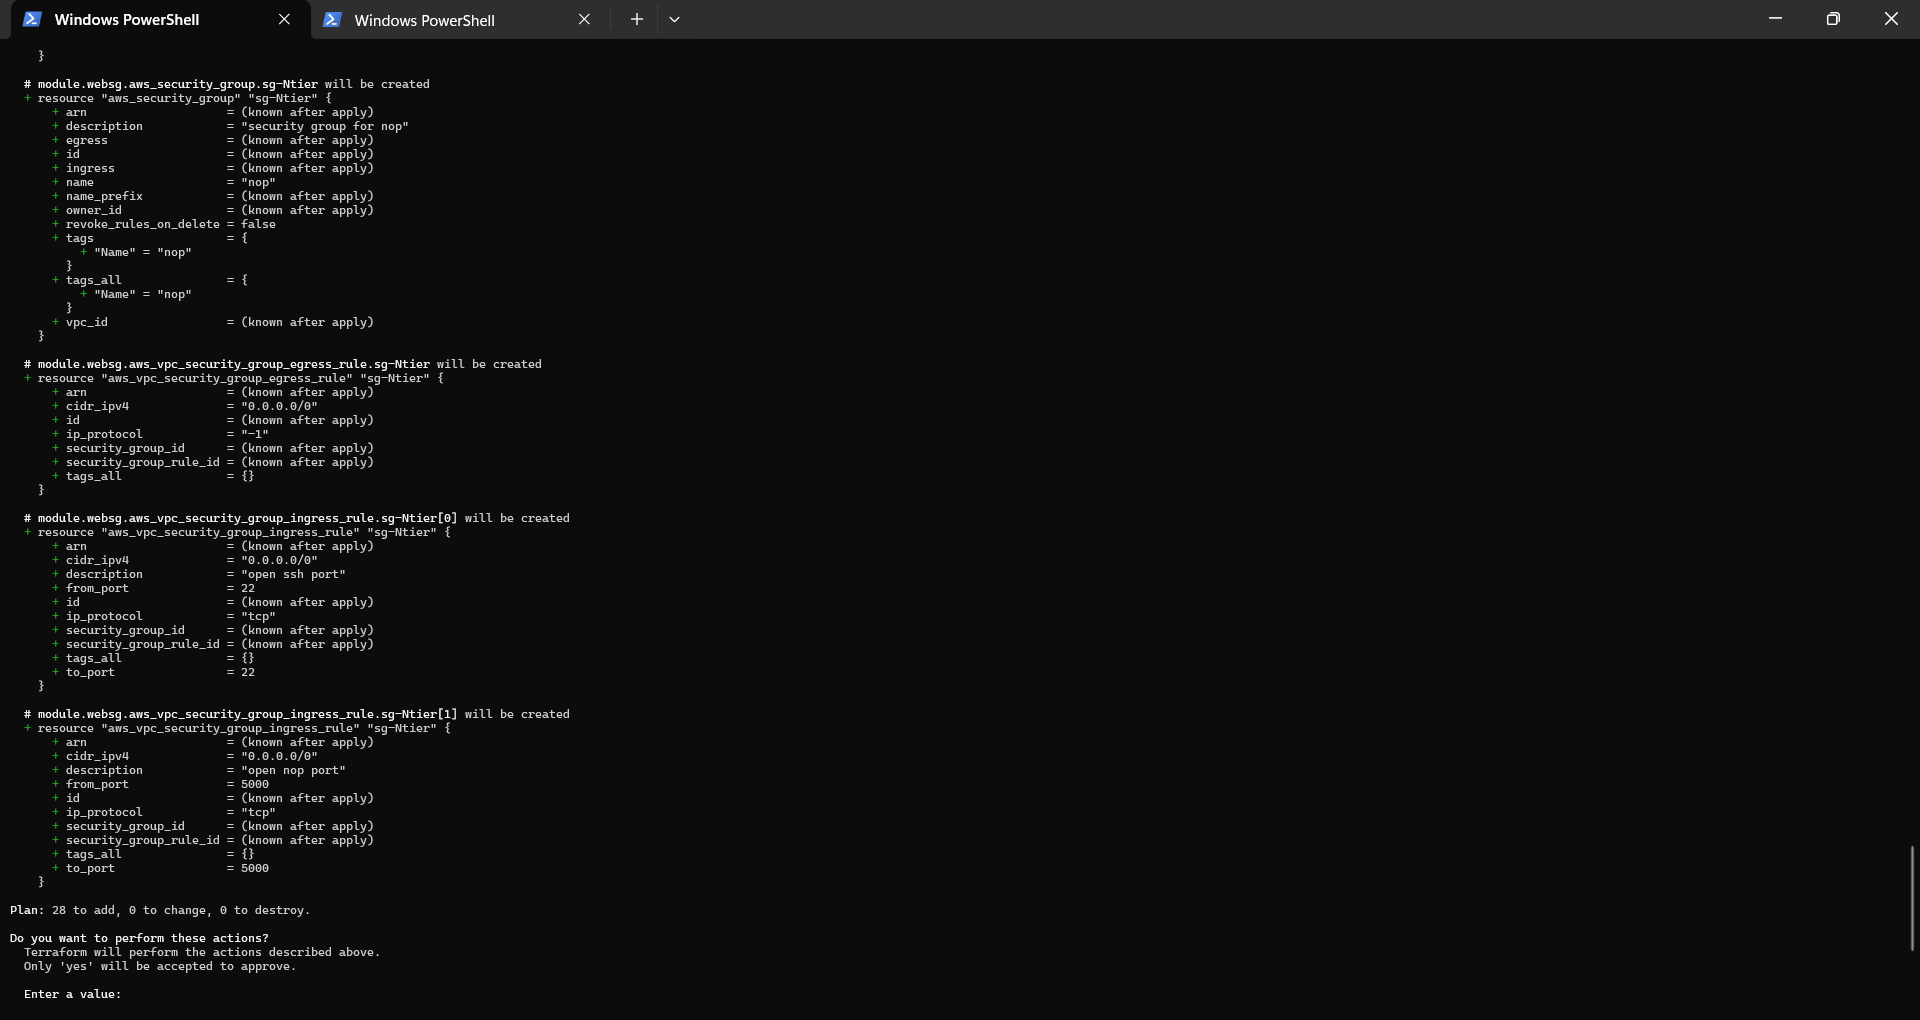 Windows PowerShell
Windows PowerShell
    }

  # module.websg.aws_security_group.sg-Ntier will be created
  + resource "aws_security_group" "sg-Ntier" {
      + arn                    = (known after apply)
      + description            = "security group for nop"
      + egress                 = (known after apply)
      + id                     = (known after apply)
      + ingress                = (known after apply)
      + name                   = "nop"
      + name_prefix            = (known after apply)
      + owner_id               = (known after apply)
      + revoke_rules_on_delete = false
      + tags                   = {
          + "Name" = "nop"
        }
      + tags_all               = {
          + "Name" = "nop"
        }
      + vpc_id                 = (known after apply)
    }

  # module.websg.aws_vpc_security_group_egress_rule.sg-Ntier will be created
  + resource "aws_vpc_security_group_egress_rule" "sg-Ntier" {
      + arn                    = (known after apply)
      + cidr_ipv4              = "0.0.0.0/0"
      + id                     = (known after apply)
      + ip_protocol            = "-1"
      + security_group_id      = (known after apply)
      + security_group_rule_id = (known after apply)
      + tags_all               = {}
    }

  # module.websg.aws_vpc_security_group_ingress_rule.sg-Ntier[0] will be created
  + resource "aws_vpc_security_group_ingress_rule" "sg-Ntier" {
      + arn                    = (known after apply)
      + cidr_ipv4              = "0.0.0.0/0"
      + description            = "open ssh port"
      + from_port              = 22
      + id                     = (known after apply)
      + ip_protocol            = "tcp"
      + security_group_id      = (known after apply)
      + security_group_rule_id = (known after apply)
      + tags_all               = {}
      + to_port                = 22
    }

  # module.websg.aws_vpc_security_group_ingress_rule.sg-Ntier[1] will be created
  + resource "aws_vpc_security_group_ingress_rule" "sg-Ntier" {
      + arn                    = (known after apply)
      + cidr_ipv4              = "0.0.0.0/0"
      + description            = "open nop port"
      + from_port              = 5000
      + id                     = (known after apply)
      + ip_protocol            = "tcp"
      + security_group_id      = (known after apply)
      + security_group_rule_id = (known after apply)
      + tags_all               = {}
      + to_port                = 5000
    }

Plan: 28 to add, 0 to change, 0 to destroy.

Do you want to perform these actions?
  Terraform will perform the actions described above.
  Only 'yes' will be accepted to approve.

  Enter a value: